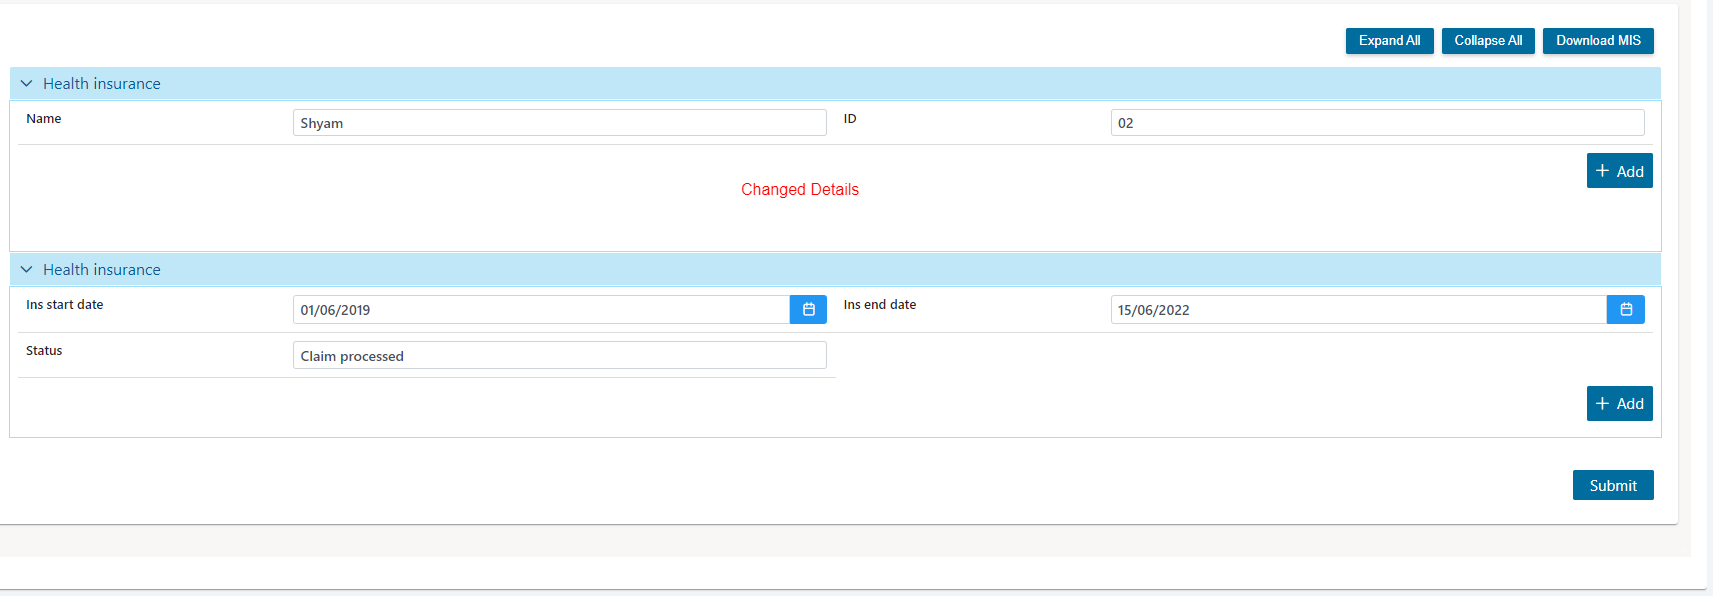 Expand All Collapse All Download MIS
Health insurance
Name Shyam ID 02
+ Add
Changed Details
Health insurance
Ins start date 01/06/2019 Ins end date 15/06/2022
Status Claim processed
+ Add
Submit